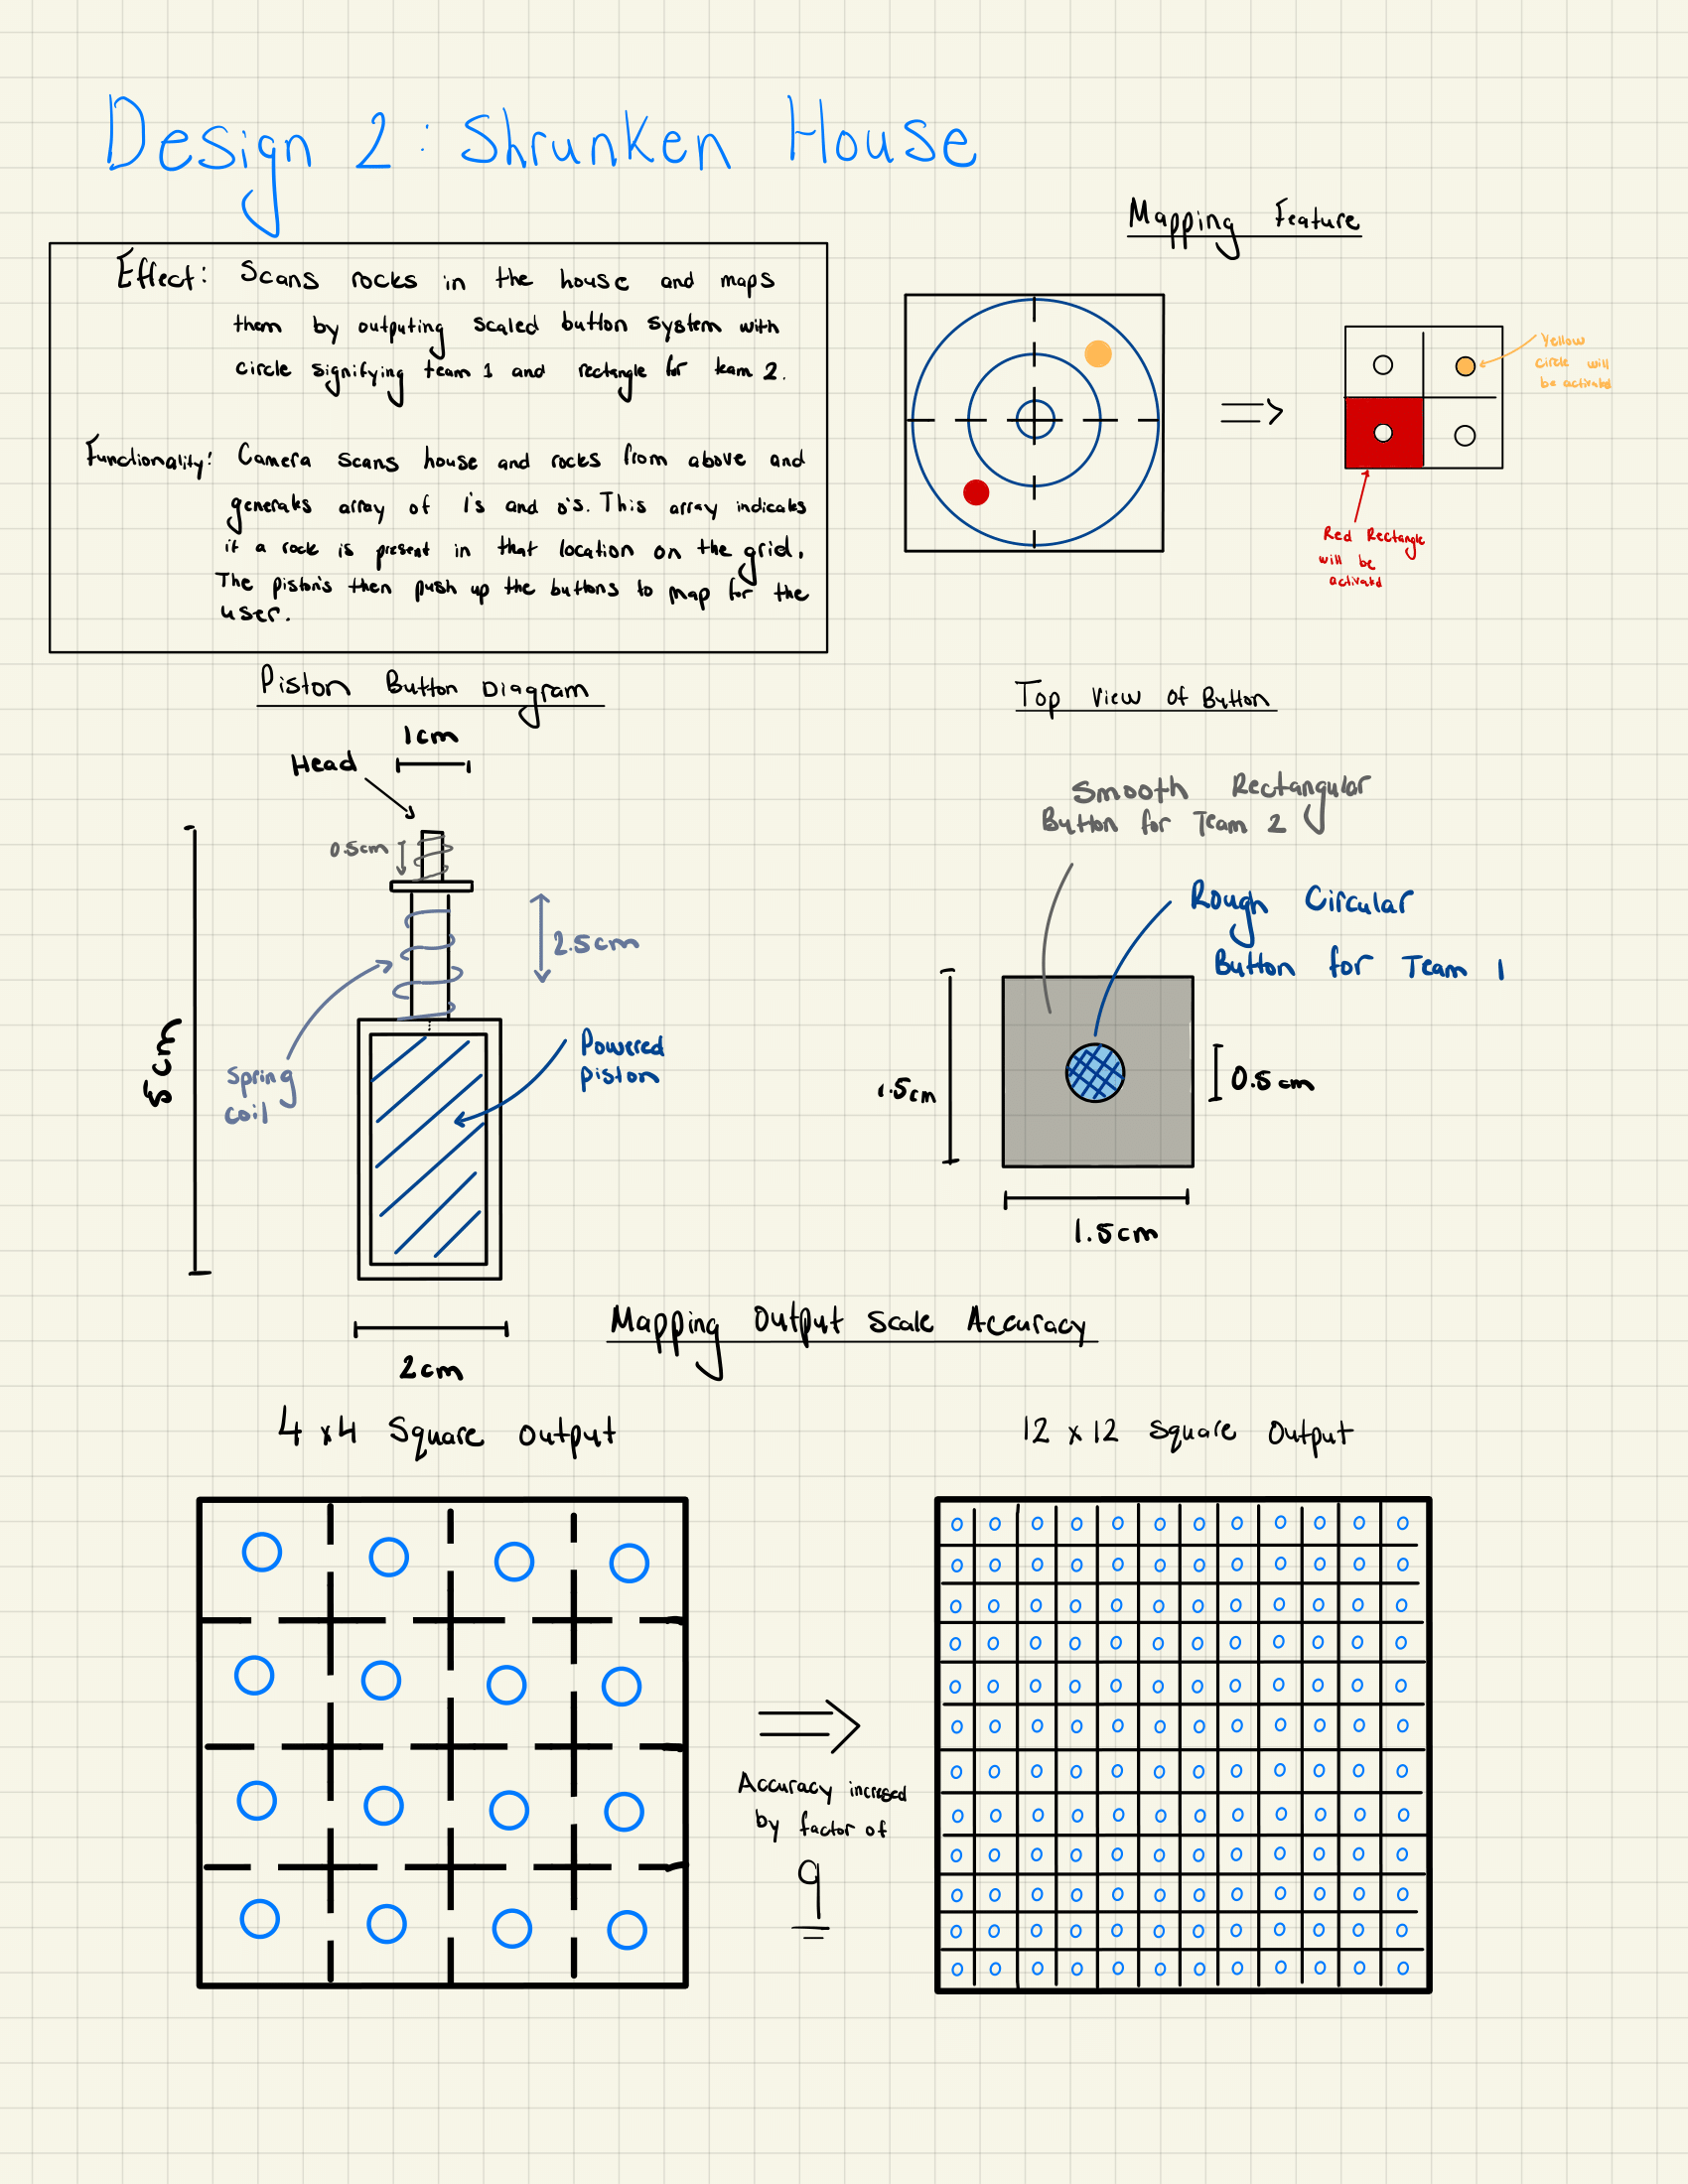 Design 2: Shrunken House
Effect: Scans rocks in the house and maps
them by outputing scaled button system with
circle signifying team 1 and rectangle for team 2.
Functionality: Camera scans house and rocks from above and
generates array of 1's and 0's. This array indicates
if a rock is present in that location on the grid.
The piston's then push up the buttons to map for the
user.
Mapping Feature
Yellow
circle will
be activated
Red Rectangle
will be
activated
Piston Button Diagram
1cm
Head
0.5cm
2.5cm
5cm
Spring
coil
Powered
piston
2cm
Top View Of Button
Smooth Rectangular
Button for Team 2
Rough Circular
Button for Team 1
1.5cm
0.5cm
1.5cm
Mapping Output Scale Accuracy
4 x4 Square Output
12 x 12 Square Output
Accuracy incresed
by factor of
9